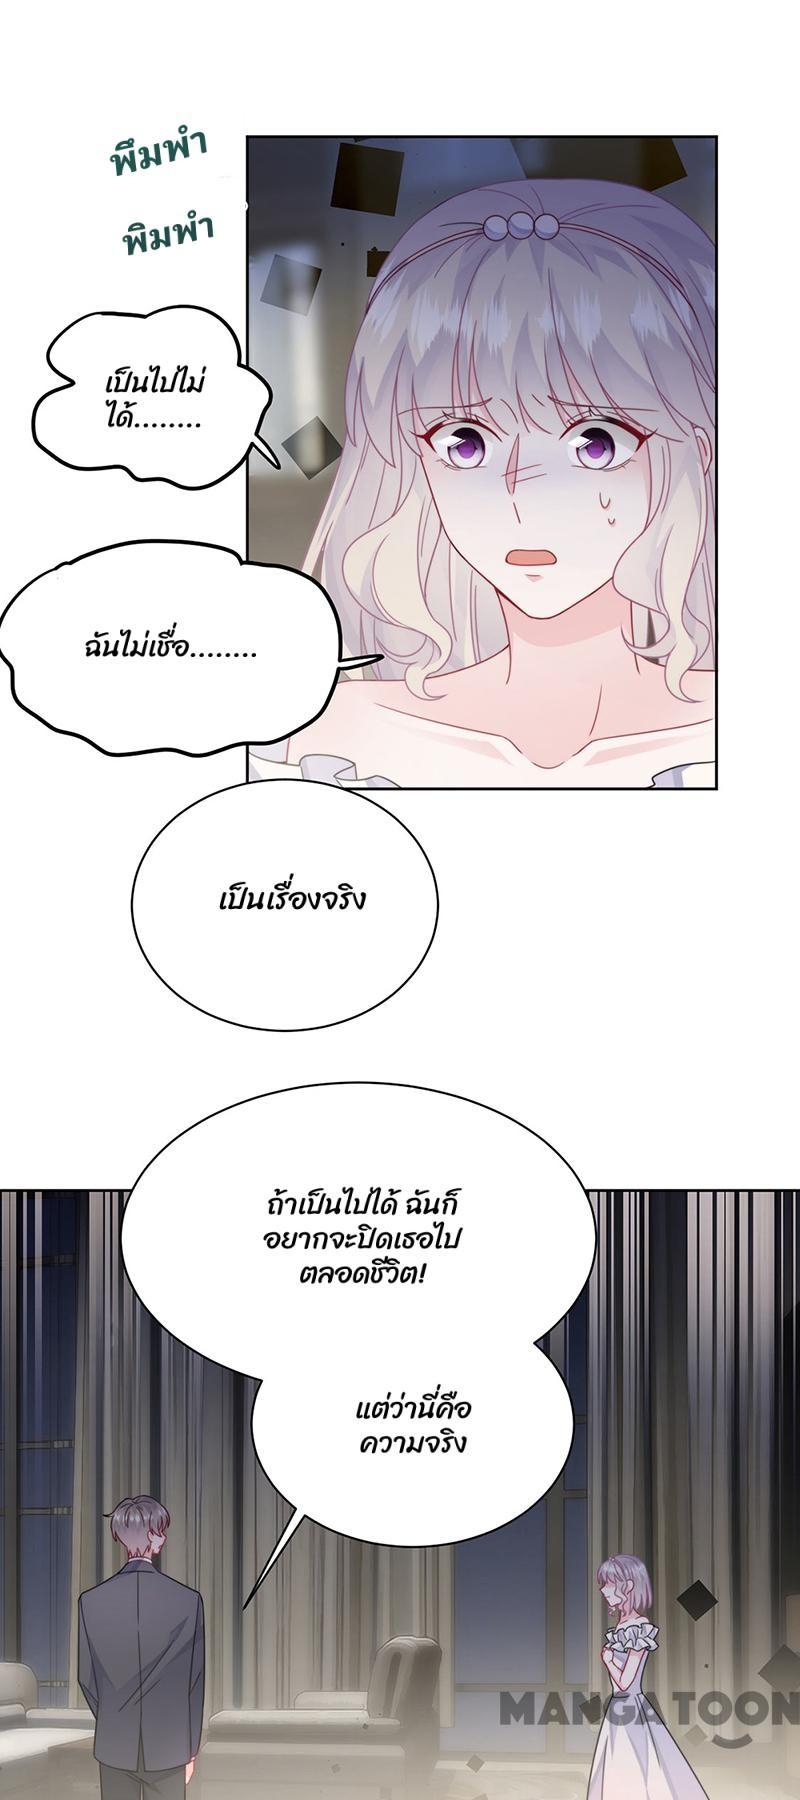 พึมพำ
พิมพำ
เป็นไปไม่
ได้........
ฉันไม่เชื่อ........
เป็นเรื่องจริง
ถ้าเป็นไปได้ ฉันก็
อยากจะปิดเธอไป
ตลอดชีวิต!
แต่ว่านี่คือ
ความจริง
MANGATOON